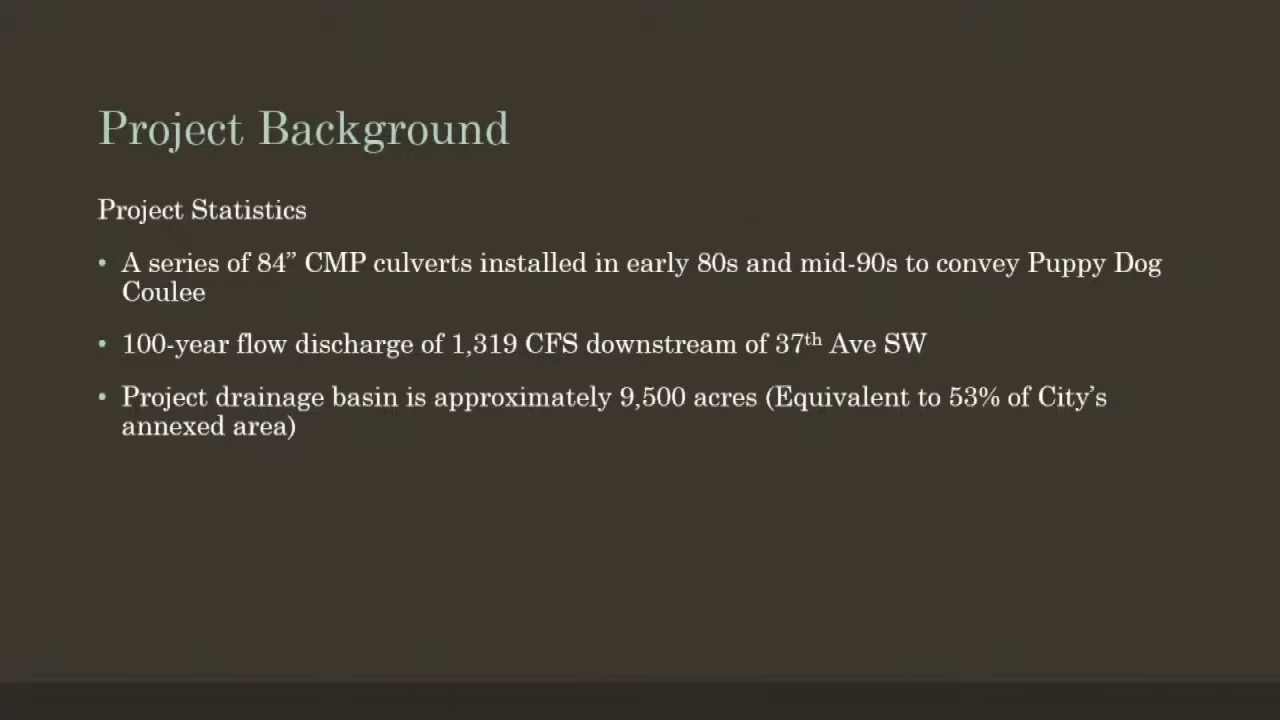 Project Background
Project Statistics
• A series of 84” CMP culverts installed in early 80s and mid-90s to convey Puppy Dog
Coulee
• 100-year flow discharge of 1,319 CFS downstream of 37th Ave SW
• Project drainage basin is approximately 9,500 acres (Equivalent to 53% of City’s
annexed area)